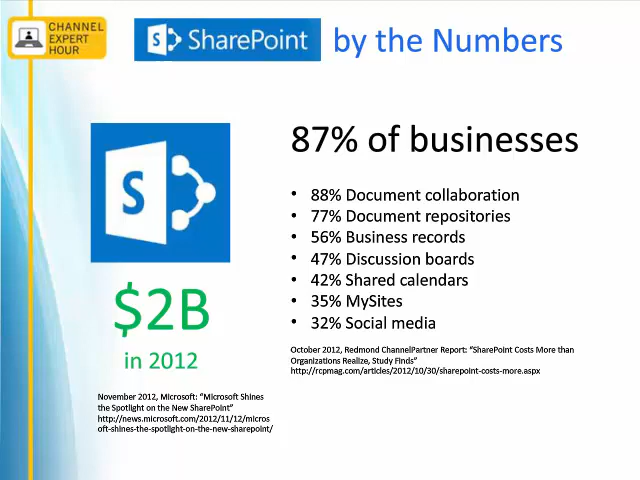 CHANNEL
EXPERT
HOUR
S SharePoint by the Numbers
S
87% of businesses
• 88% Document collaboration
• 77% Document repositories
• 56% Business records
• 47% Discussion boards
• 42% Shared calendars
• 35% MySites
• 32% Social media
$2B
in 2012
October 2012, Redmond ChannelPartner Report: “SharePoint Costs More than
Organizations Realize, Study Finds”
http://rcpmag.com/articles/2012/10/30/sharepoint-costs-more.aspx
November 2012, Microsoft: “Microsoft Shines
the Spotlight on the New SharePoint”
http://news.microsoft.com/2012/11/12/micros
oft-shines-the-spotlight-on-the-new-sharepoint/